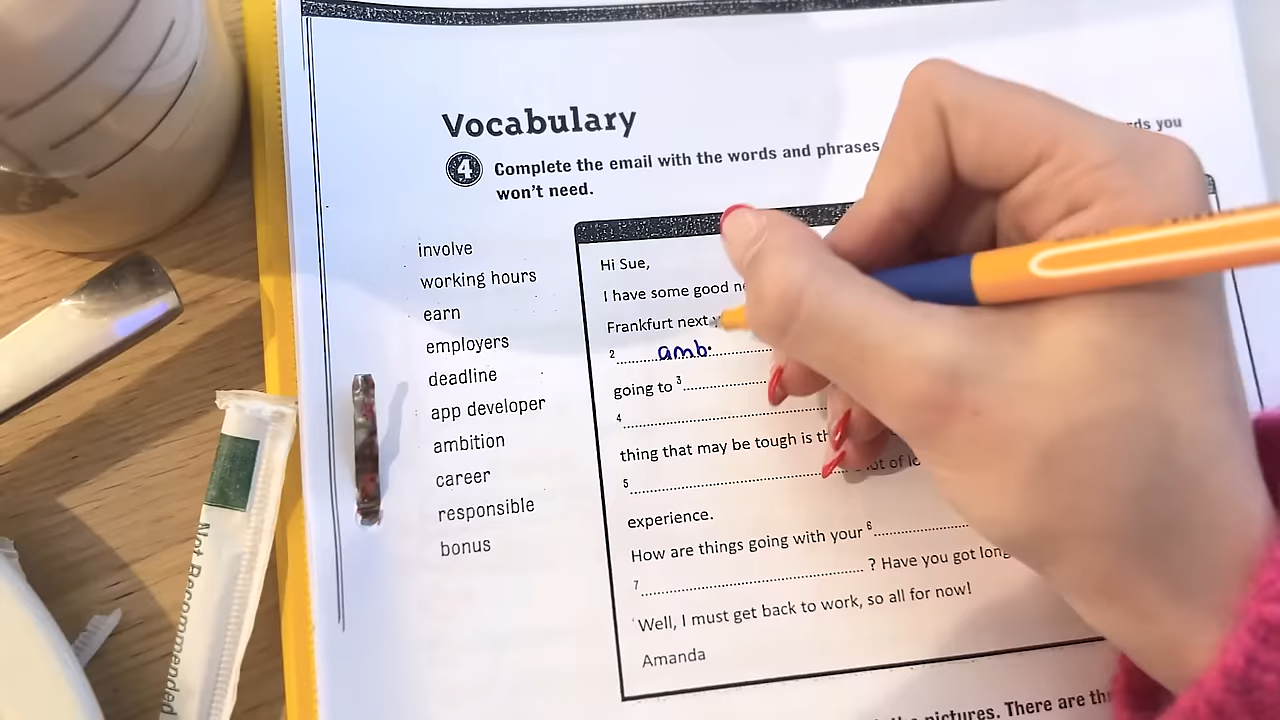 Vocabulary
4 Complete the email with the words and phrases
rds you
won't need.
involve
working hours
earn
employers
deadline
app developer
ambition
career
responsible
bonus
Hi Sue,
I have some good
Frankfurt next
2 amb.
going to 3
4
thing that may be tough is
5 lot of
experience.
How are things going with your 6
7 ? Have you got long
Well, I must get back to work, so all for now!
Amanda
pictures. There are
Not Recommended